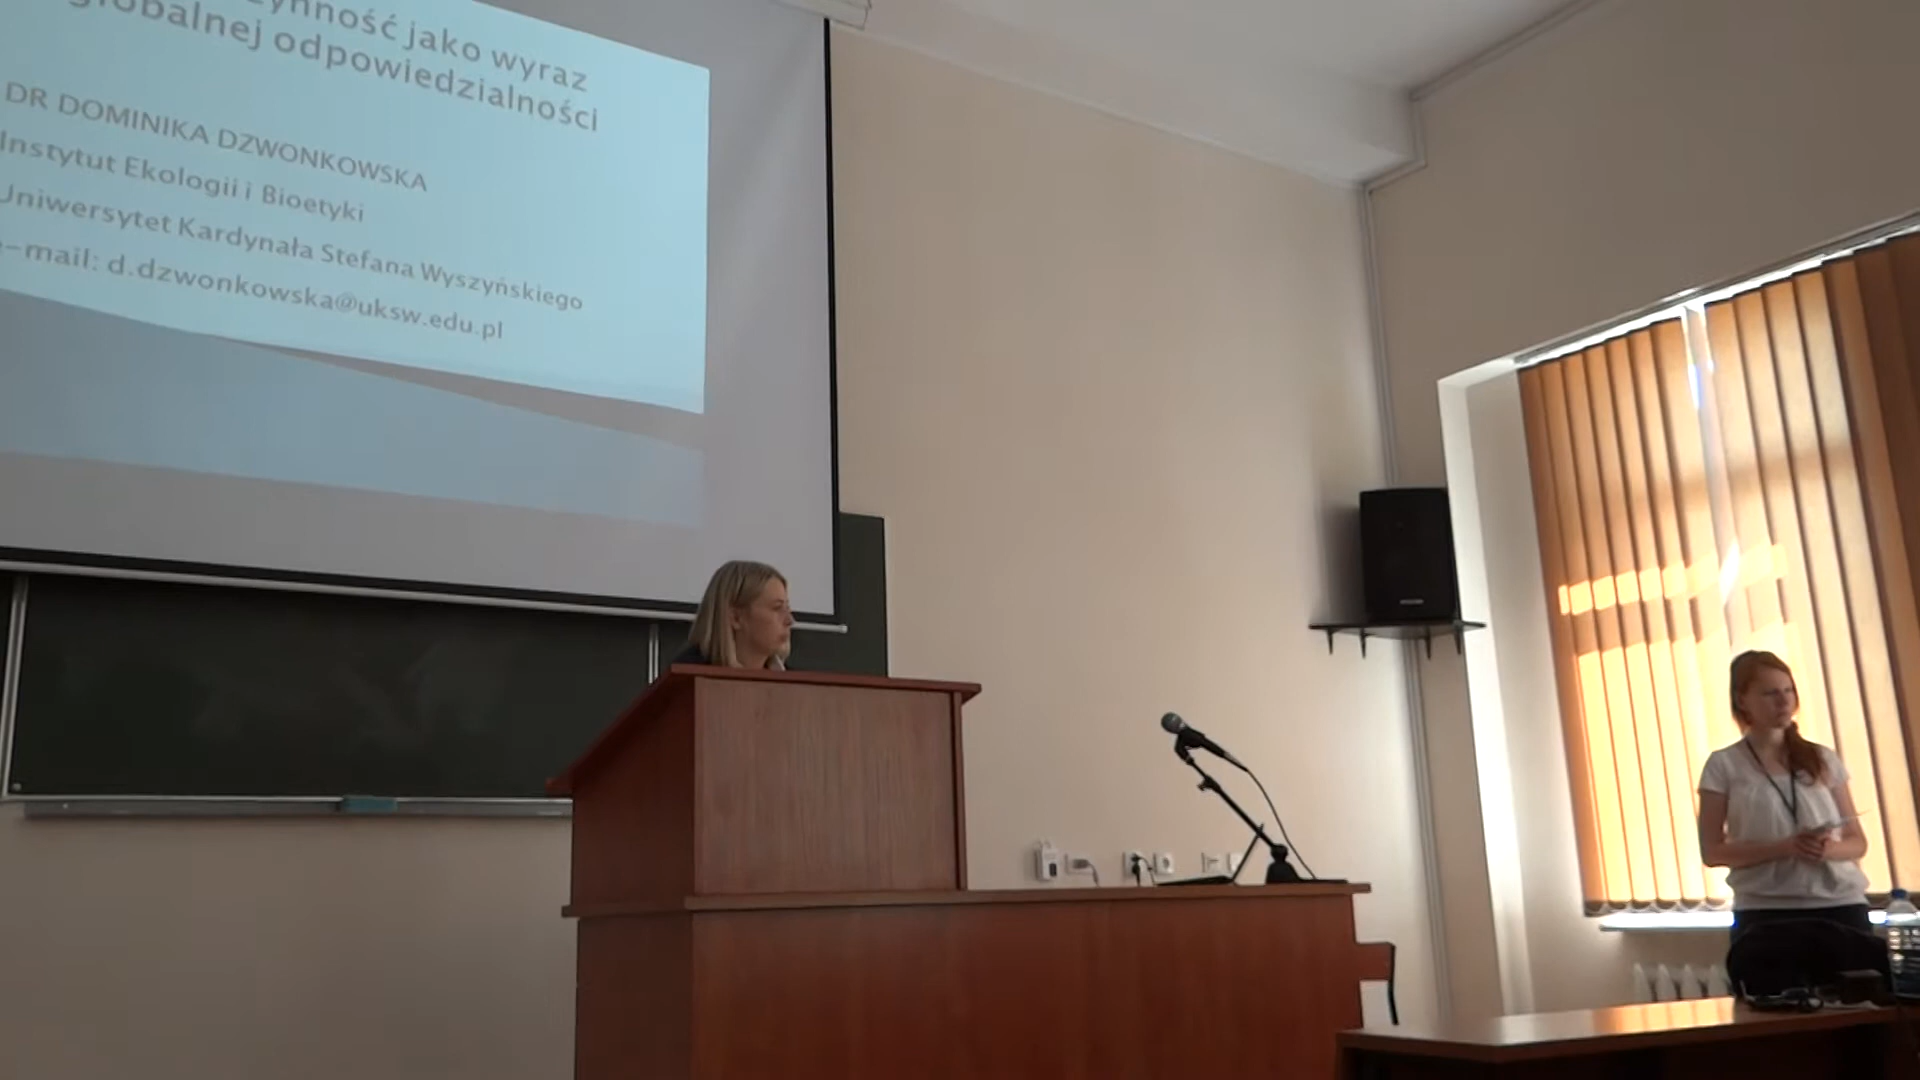 jako wyraz
globalnej odpowiedzialności
DR DOMINIKA DZWONKOWSKA
Instytut Ekologii i Bioetyki
Uniwersytet Kardynała Stefana Wyszyńskiego
e-mail: d.dzwonkowska@uksw.edu.pl